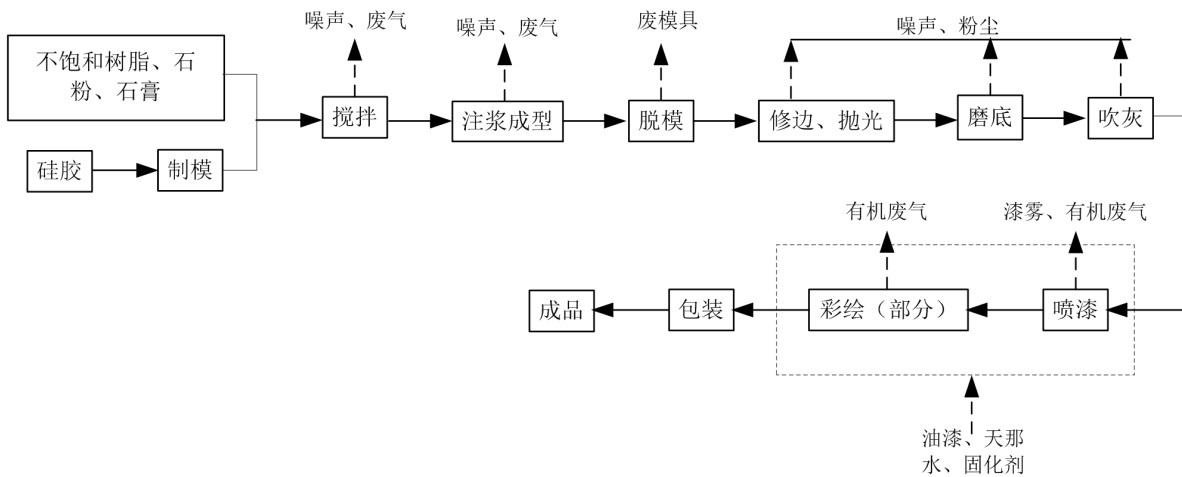 噪声、废气
噪声、废气
废模具
噪声、粉尘
不饱和树脂、石
粉、石膏
搅拌
注浆成型
脱模
修边、抛光
磨底
吹灰
硅胶
制模
有机废气
漆雾、有机废气
成品
包装
彩绘（部分）
喷漆
油漆、天那
水、固化剂